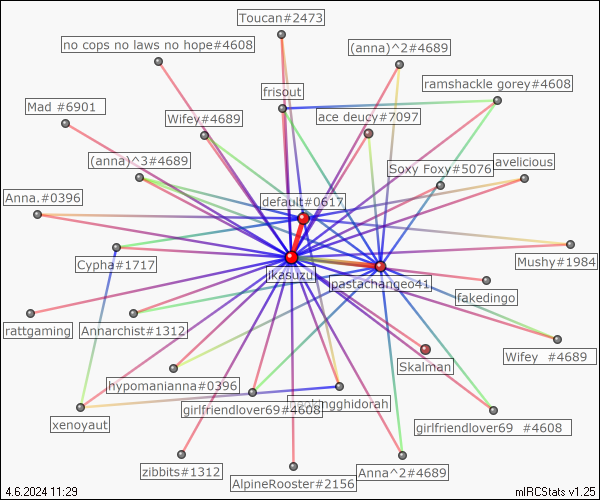 Toucan#2473
no cops no laws no hope#4608
(anna)^2#4689
frisout
ramshackle gorey#4608
Mad #6901
Wifey#4689
ace deucy#7097
(anna)^3#4689
Soxy Foxy#5076
avelicious
Anna.#0396
default#0617
Cypha#1717
ikasuzu
pastachangeo41
Mushy#1984
fakedingo
rattgaming
Annarchist#1312
Wifey #4689
Skalman
hypomanianna#0396
girlfriendlover69#4608
ghidorah
xenoyaut
girlfriendlover69 #4608
zibbits#1312
AlpineRooster#2156
Anna^2#4689
4.6.2024 11:29
mIRCStats v1.25